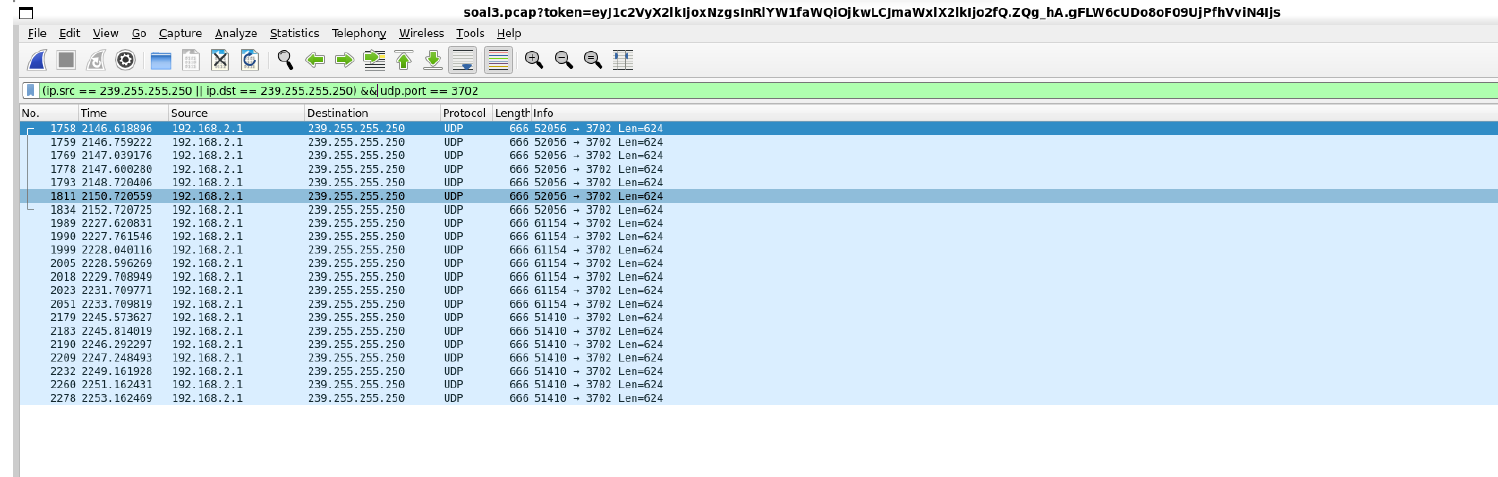 soal3.pcap?token=eyJ1c2VyX2lkIjoxNzgsInRlYW1faWQiOjkwLCJmaWxlX2lkIjo2fQ.ZQg_hA.gFLW6cUDo8oF09UjPfhVviN4Ijs
File Edit View Go Capture Analyze Statistics Telephony Wireless Tools Help
(ip.src == 239.255.255.250 || ip.dst == 239.255.255.250) && udp.port == 3702
No. Time Source Destination Protocol Length Info
1758 2146.618896 192.168.2.1 239.255.255.250 UDP 666 52056 → 3702 Len=624
1759 2146.759222 192.168.2.1 239.255.255.250 UDP 666 52056 → 3702 Len=624
1769 2147.039176 192.168.2.1 239.255.255.250 UDP 666 52056 → 3702 Len=624
1778 2147.600280 192.168.2.1 239.255.255.250 UDP 666 52056 → 3702 Len=624
1793 2148.720406 192.168.2.1 239.255.255.250 UDP 666 52056 → 3702 Len=624
1811 2150.720559 192.168.2.1 239.255.255.250 UDP 666 52056 → 3702 Len=624
1834 2152.720725 192.168.2.1 239.255.255.250 UDP 666 52056 → 3702 Len=624
1989 2227.620831 192.168.2.1 239.255.255.250 UDP 666 61154 → 3702 Len=624
1990 2227.761546 192.168.2.1 239.255.255.250 UDP 666 61154 → 3702 Len=624
1999 2228.040116 192.168.2.1 239.255.255.250 UDP 666 61154 → 3702 Len=624
2005 2228.596269 192.168.2.1 239.255.255.250 UDP 666 61154 → 3702 Len=624
2018 2229.708949 192.168.2.1 239.255.255.250 UDP 666 61154 → 3702 Len=624
2023 2231.709771 192.168.2.1 239.255.255.250 UDP 666 61154 → 3702 Len=624
2051 2233.709819 192.168.2.1 239.255.255.250 UDP 666 61154 → 3702 Len=624
2179 2245.573627 192.168.2.1 239.255.255.250 UDP 666 51410 → 3702 Len=624
2183 2245.814019 192.168.2.1 239.255.255.250 UDP 666 51410 → 3702 Len=624
2190 2246.292297 192.168.2.1 239.255.255.250 UDP 666 51410 → 3702 Len=624
2209 2247.248493 192.168.2.1 239.255.255.250 UDP 666 51410 → 3702 Len=624
2232 2249.161928 192.168.2.1 239.255.255.250 UDP 666 51410 → 3702 Len=624
2260 2251.162431 192.168.2.1 239.255.255.250 UDP 666 51410 → 3702 Len=624
2278 2253.162469 192.168.2.1 239.255.255.250 UDP 666 51410 → 3702 Len=624